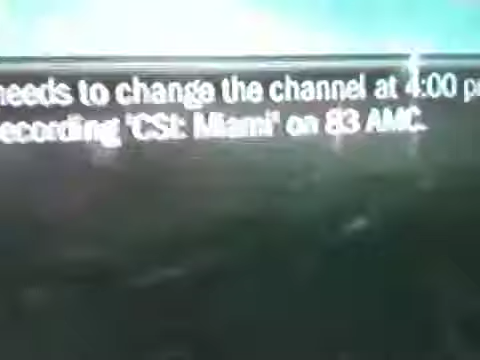 needs to change the channel at 4:00 p
ecording "CSI: Miami" on 83 AMC.